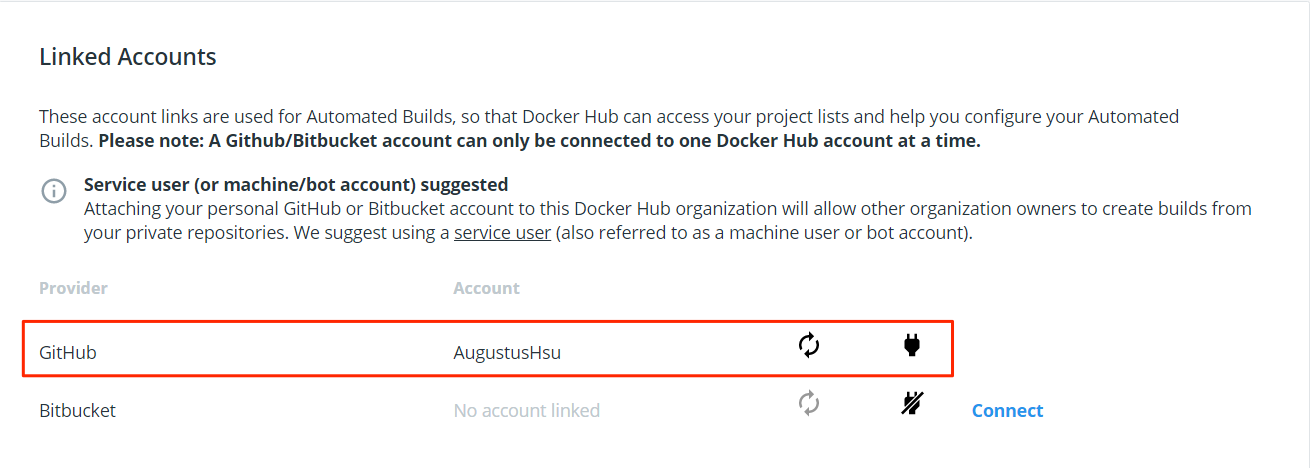 Linked Accounts
These account links are used for Automated Builds, so that Docker Hub can access your project lists and help you configure your Automated
Builds. Please note: A Github/Bitbucket account can only be connected to one Docker Hub account at a time.
Service user (or machine/bot account) suggested
Attaching your personal GitHub or Bitbucket account to this Docker Hub organization will allow other organization owners to create builds from
your private repositories. We suggest using a service user (also referred to as a machine user or bot account).
Provider Account
GitHub AugustusHsu
Bitbucket No account linked Connect